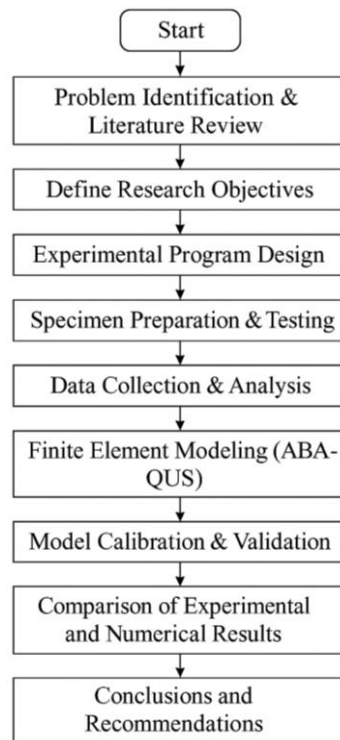 Start
Problem Identification &
Literature Review
Define Research Objectives
Experimental Program Design
Specimen Preparation & Testing
Data Collection & Analysis
Finite Element Modeling (ABA-
QUS)
Model Calibration & Validation
Comparison of Experimental
and Numerical Results
Conclusions and
Recommendations